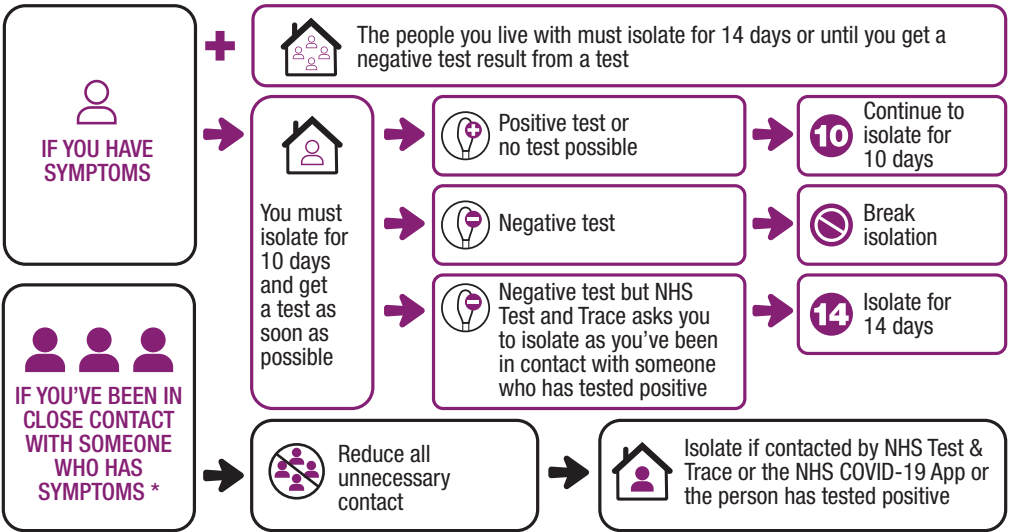 The people you live with must isolate for 14 days or until you get a
negative test result from a test
IF YOU HAVE
SYMPTOMS
You must
isolate for
10 days
and get
a test as
soon as
possible
Positive test or
no test possible
10
Continue to
isolate for
10 days
Negative test
Break
isolation
Negative test but NHS
Test and Trace asks you
to isolate as you’ve been
in contact with someone
who has tested positive
14
Isolate for
14 days
IF YOU’VE BEEN IN
CLOSE CONTACT
WITH SOMEONE
WHO HAS
SYMPTOMS *
Reduce all
unnecessary
contact
Isolate if contacted by NHS Test &
Trace or the NHS COVID-19 App or
the person has tested positive